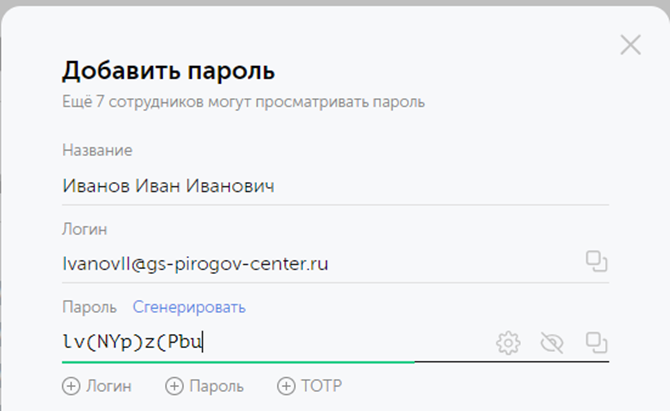 Добавить пароль
Ещё 7 сотрудников могут просматривать пароль
Название
Иванов Иван Иванович
Логин
IvanovII@gs-pirogov-center.ru
Пароль Сгенерировать
lv(NYp)z(Pbu
Логин Пароль TOTP